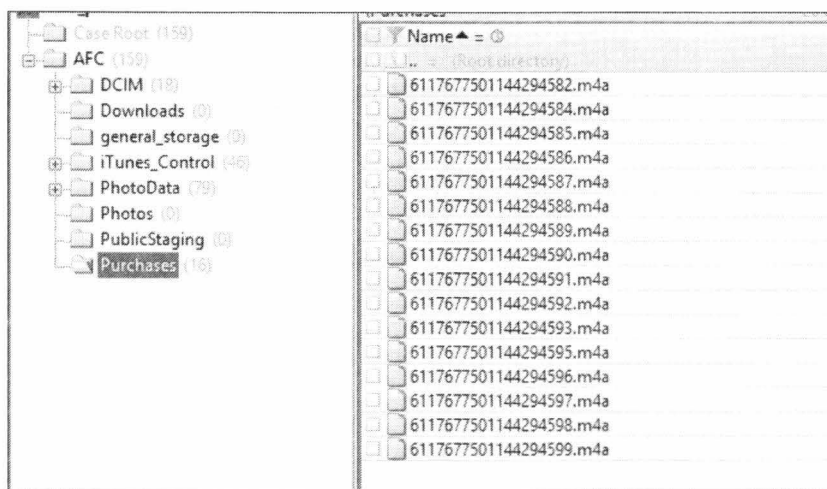 Case Root (159)
AFC (159)
DCIM (18)
Downloads (0)
general_storage (0)
iTunes_Control (46)
PhotoData (79)
Photos (0)
PublicStaging (0)
Purchases (16)
Name
.. = (Root directory)
6117677501144294582.m4a
6117677501144294584.m4a
6117677501144294585.m4a
6117677501144294586.m4a
6117677501144294587.m4a
6117677501144294588.m4a
6117677501144294589.m4a
6117677501144294590.m4a
6117677501144294591.m4a
6117677501144294592.m4a
6117677501144294593.m4a
6117677501144294595.m4a
6117677501144294596.m4a
6117677501144294597.m4a
6117677501144294598.m4a
6117677501144294599.m4a